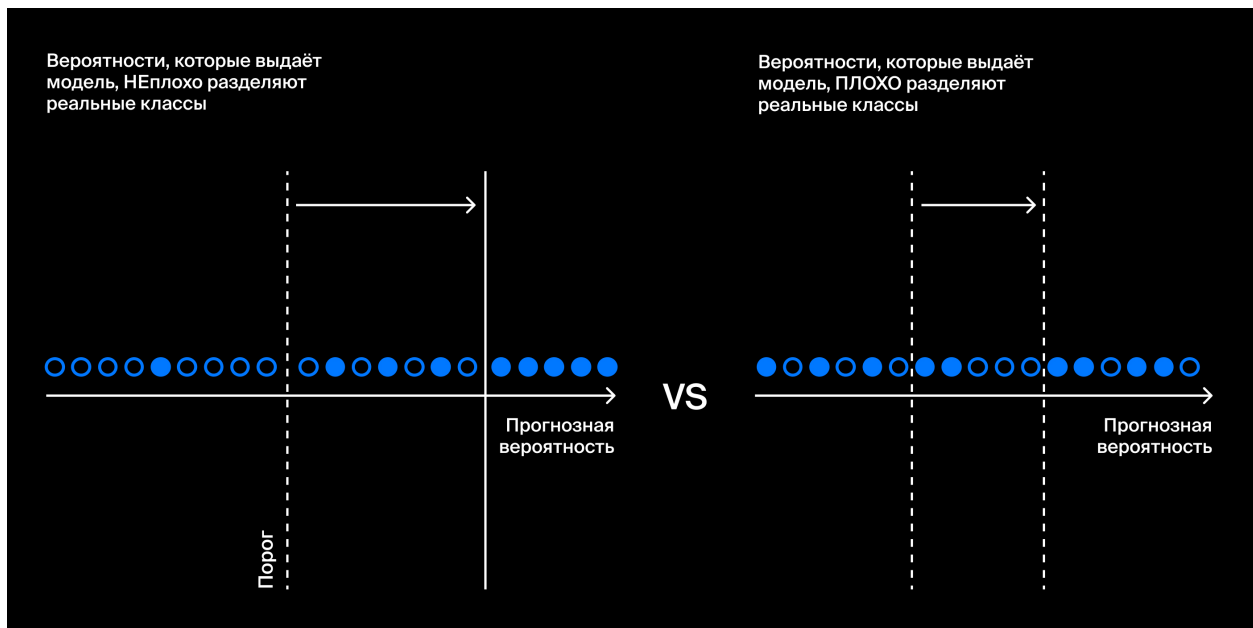 Вероятности, которые выдаёт
модель, НЕплохо разделяют
реальные классы
Вероятности, которые выдаёт
модель, ПЛОХО разделяют
реальные классы
VS
Прогнозная
вероятность
Прогнозная
вероятность
Порог